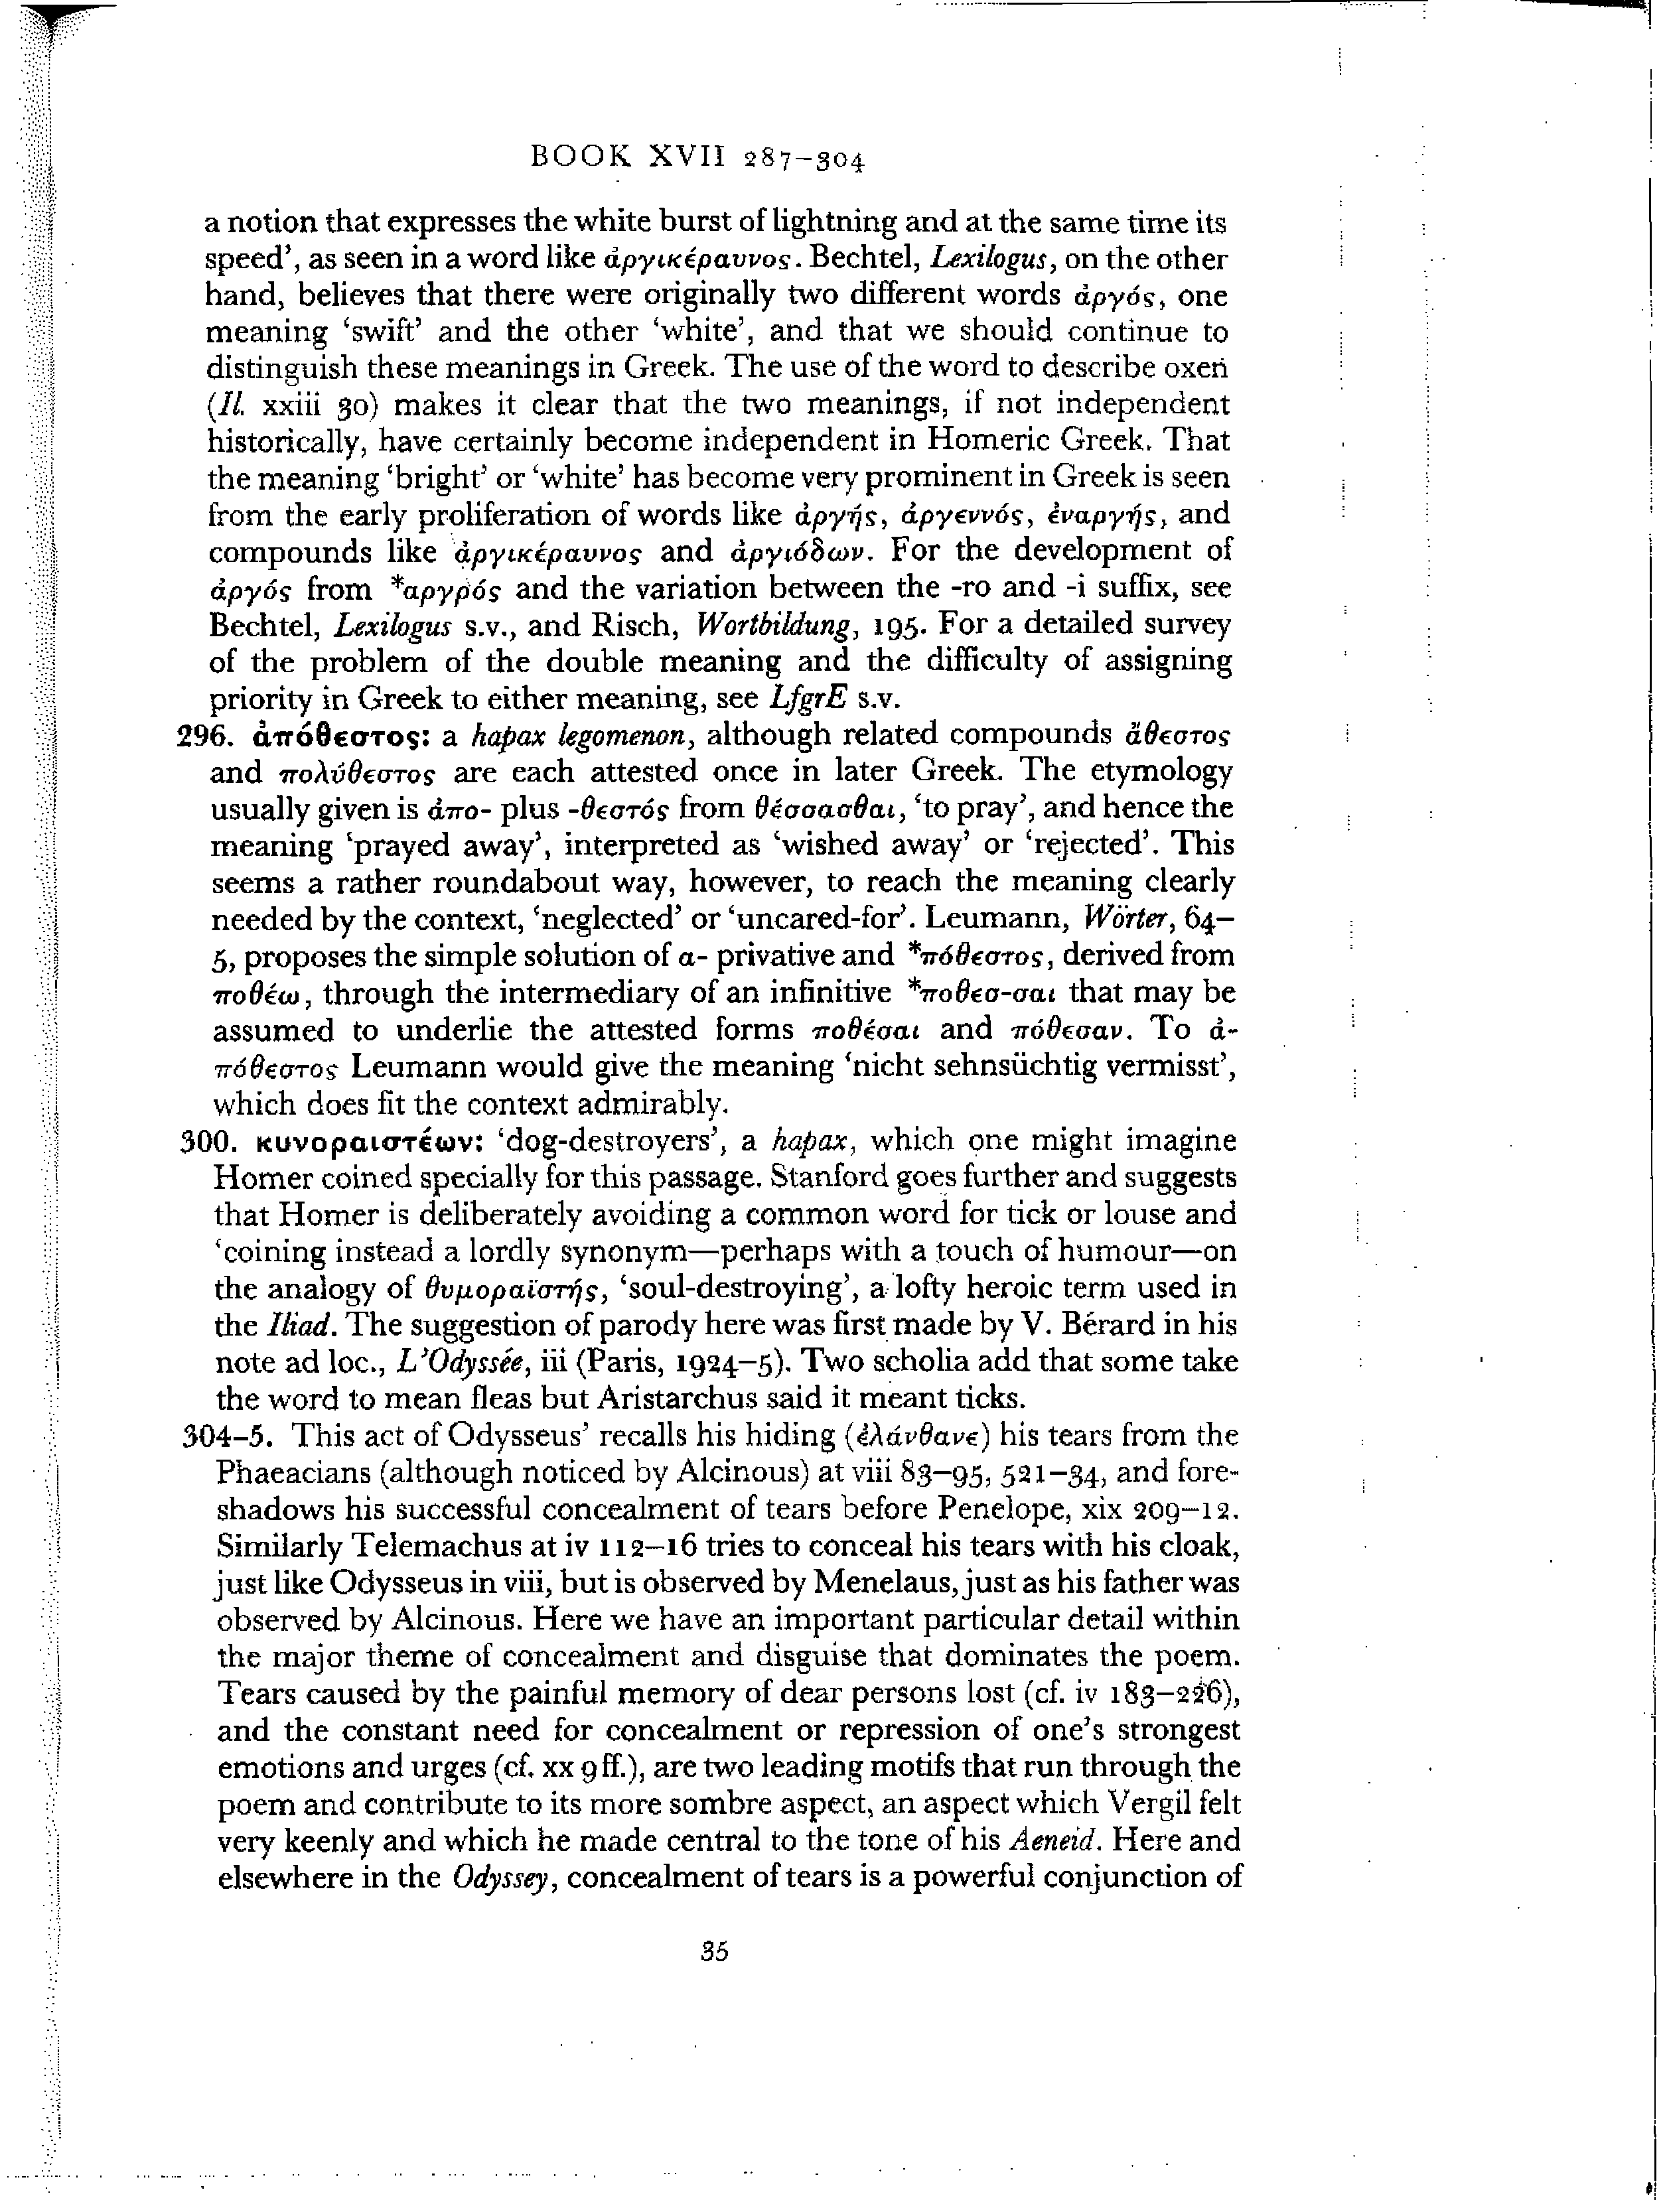 BOOK XVII 287–304
a notion that expresses the white burst of lightning and at the same time its
speed’, as seen in a word like ἀργικέραυνος. Bechtel, Lexilogus, on the other
hand, believes that there were originally two different words ἀργός, one
meaning ‘swift’ and the other ‘white’, and that we should continue to
distinguish these meanings in Greek. The use of the word to describe oxen
(Il. xxiii 30) makes it clear that the two meanings, if not independent
historically, have certainly become independent in Homeric Greek. That
the meaning ‘bright’ or ‘white’ has become very prominent in Greek is seen
from the early proliferation of words like ἀργής, ἀργεννός, ἐναργής, and
compounds like ἀργικέραυνος and ἀργιόδων. For the development of
ἀργός from *αργρός and the variation between the -ro and -i suffix, see
Bechtel, Lexilogus s.v., and Risch, Wortbildung, 195. For a detailed survey
of the problem of the double meaning and the difficulty of assigning
priority in Greek to either meaning, see LfgrE s.v.
296. ἀπόθεστος: a hapax legomenon, although related compounds ἄθεστος
and πολύθεστος are each attested once in later Greek. The etymology
usually given is ἀπο- plus -θεστός from θέσσασθαι, ‘to pray’, and hence the
meaning ‘prayed away’, interpreted as ‘wished away’ or ‘rejected’. This
seems a rather roundabout way, however, to reach the meaning clearly
needed by the context, ‘neglected’ or ‘uncared-for’. Leumann, Wörter, 64–
5, proposes the simple solution of α- privative and *πόθεστος, derived from
ποθέω, through the intermediary of an infinitive *ποθεσ-σαι that may be
assumed to underlie the attested forms ποθέσαι and πόθεσαν. To ἀ-
πόθεστος Leumann would give the meaning ‘nicht sehnsüchtig vermisst’,
which does fit the context admirably.
300. κυνοραιστέων: ‘dog-destroyers’, a hapax, which one might imagine
Homer coined specially for this passage. Stanford goes further and suggests
that Homer is deliberately avoiding a common word for tick or louse and
‘coining instead a lordly synonym—perhaps with a touch of humour—on
the analogy of θυμοραϊστής, ‘soul-destroying’, a lofty heroic term used in
the Iliad. The suggestion of parody here was first made by V. Bérard in his
note ad loc., L’Odyssée, iii (Paris, 1924–5). Two scholia add that some take
the word to mean fleas but Aristarchus said it meant ticks.
304–5. This act of Odysseus’ recalls his hiding (ἐλάνθανε) his tears from the
Phaeacians (although noticed by Alcinous) at viii 83–95, 521–34, and fore-
shadows his successful concealment of tears before Penelope, xix 209–12.
Similarly Telemachus at iv 112–16 tries to conceal his tears with his cloak,
just like Odysseus in viii, but is observed by Menelaus, just as his father was
observed by Alcinous. Here we have an important particular detail within
the major theme of concealment and disguise that dominates the poem.
Tears caused by the painful memory of dear persons lost (cf. iv 183–226),
and the constant need for concealment or repression of one’s strongest
emotions and urges (cf. xx 9 ff.), are two leading motifs that run through the
poem and contribute to its more sombre aspect, an aspect which Vergil felt
very keenly and which he made central to the tone of his Aeneid. Here and
elsewhere in the Odyssey, concealment of tears is a powerful conjunction of
35